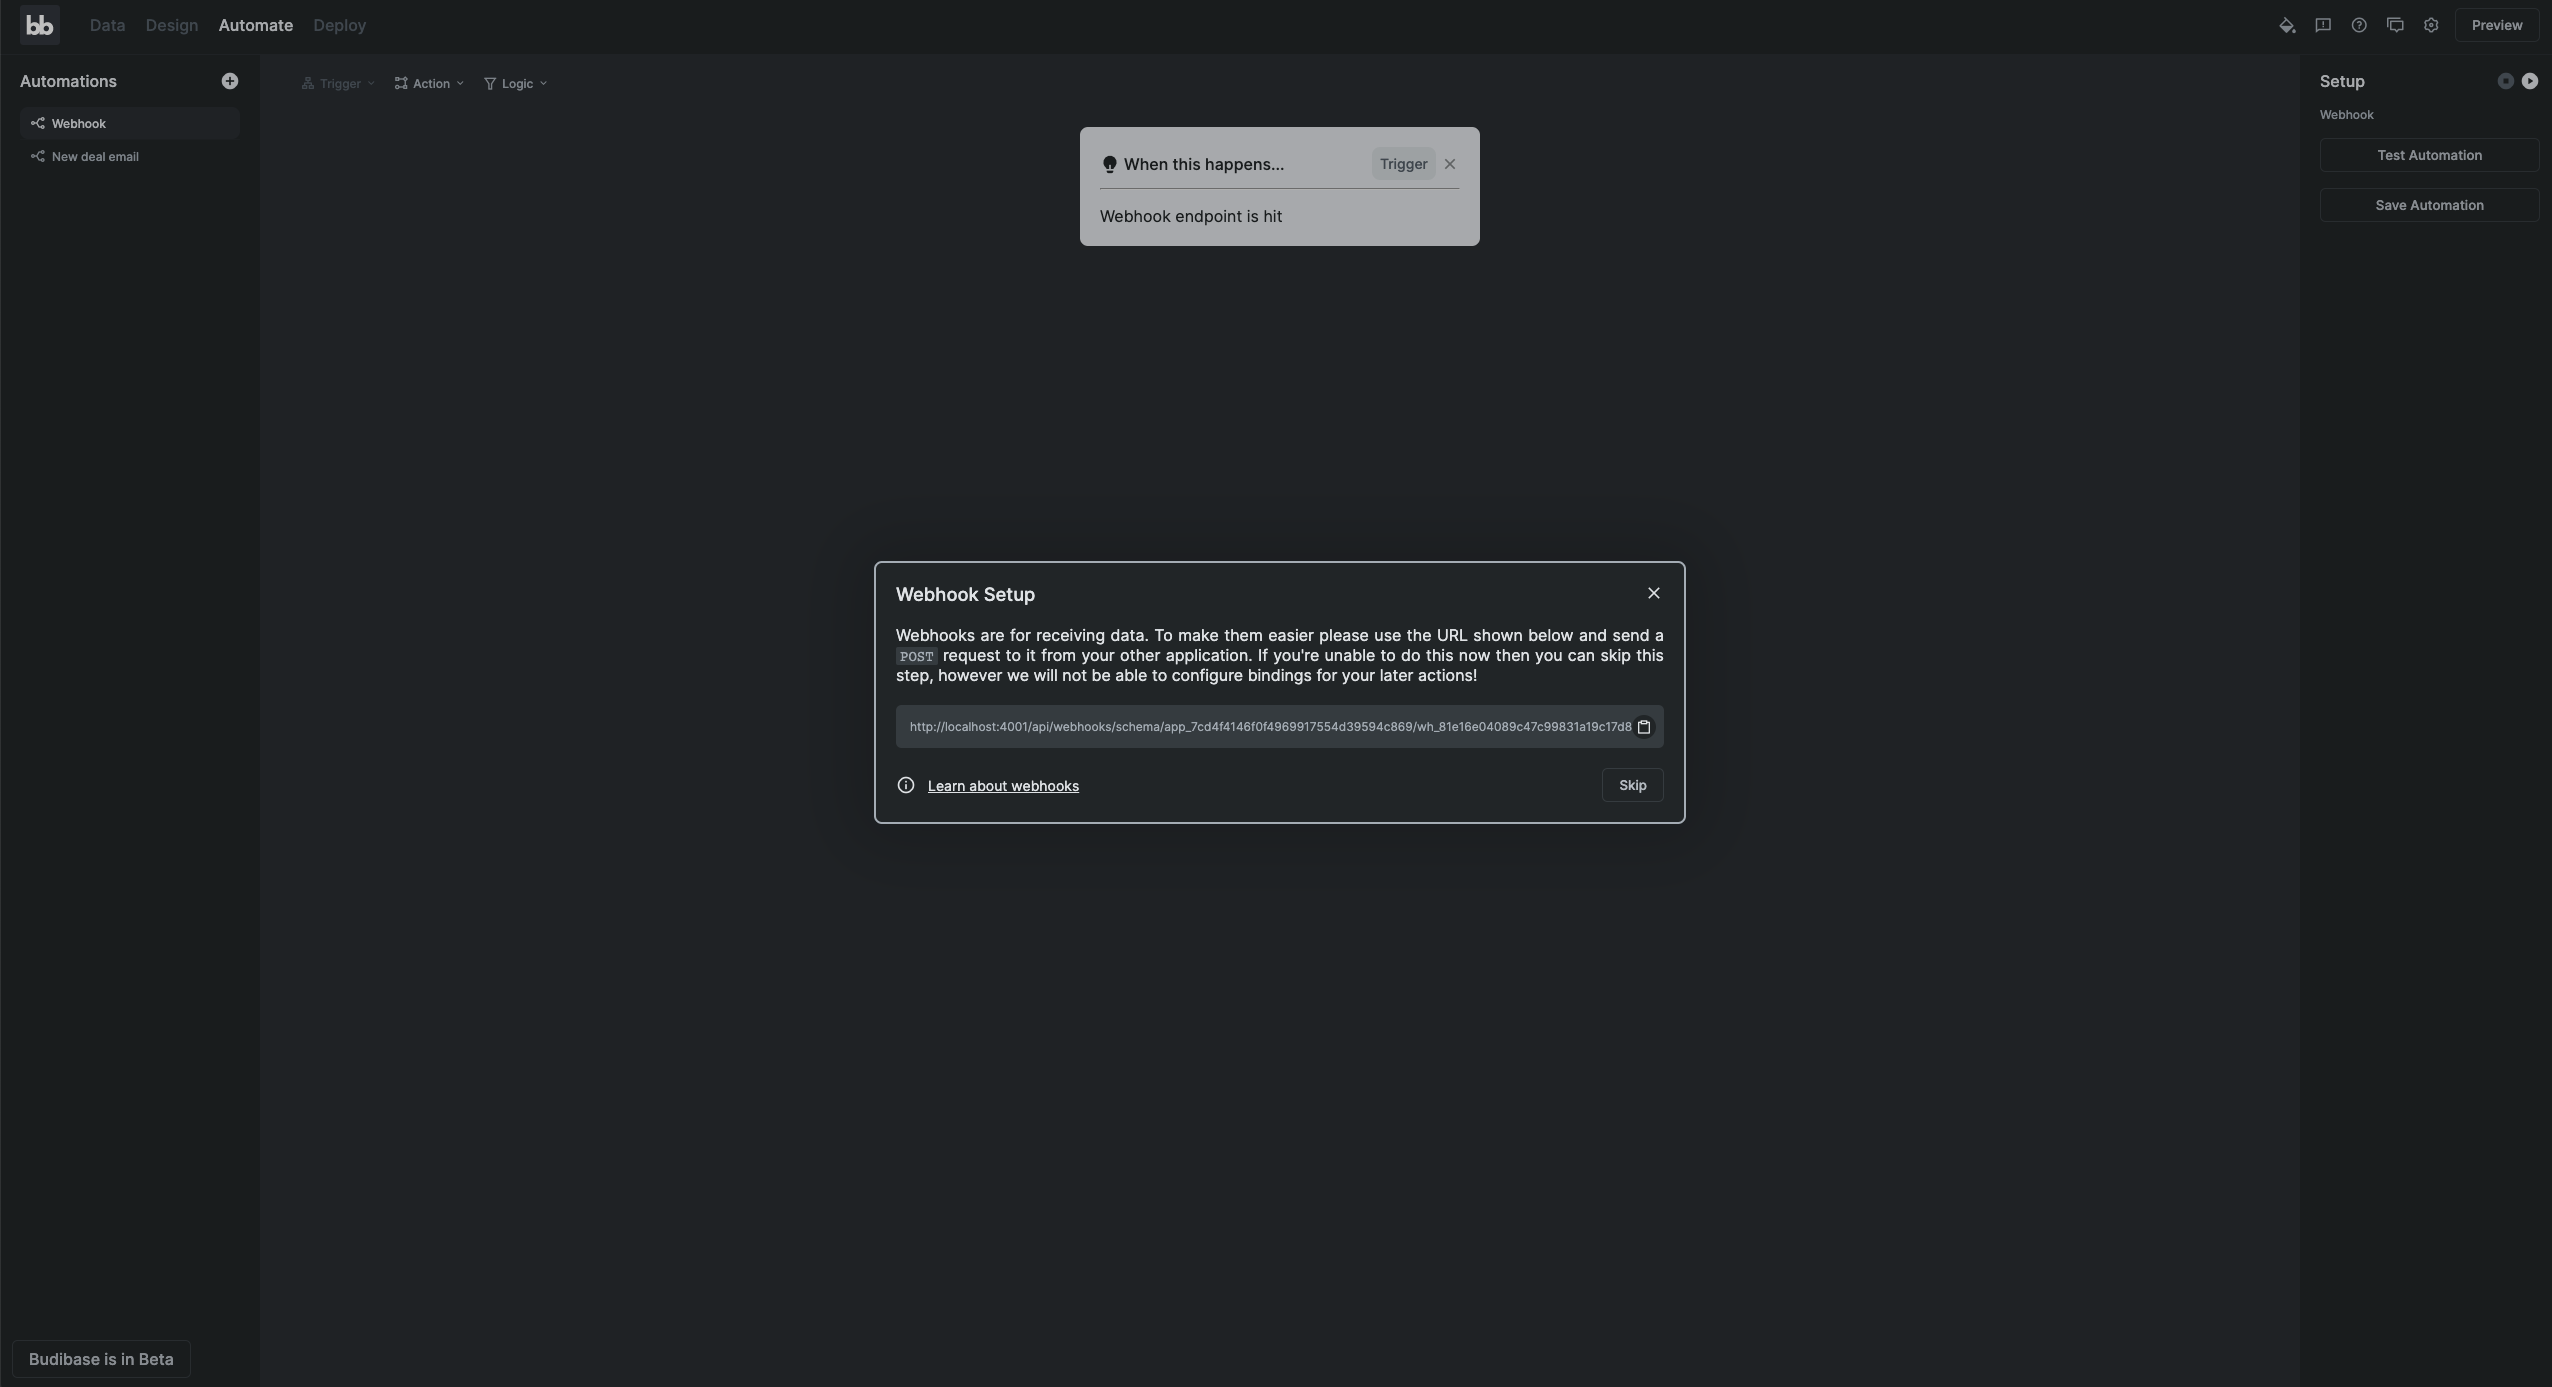 bb
Data Design Automate Deploy
Preview
Automations
Webhook
New deal email
Trigger Action Logic
When this happens... Trigger
Webhook endpoint is hit
Setup
Webhook
Test Automation
Save Automation
Webhook Setup
Webhooks are for receiving data. To make them easier please use the URL shown below and send a
POST request to it from your other application. If you're unable to do this now then you can skip this
step, however we will not be able to configure bindings for your later actions!
http://localhost:4001/api/webhooks/schema/app_7cd4f4146f0f4969917554d39594c869/wh_81e16e04089c47c99831a19c17d8
Learn about webhooks
Skip
Budibase is in Beta